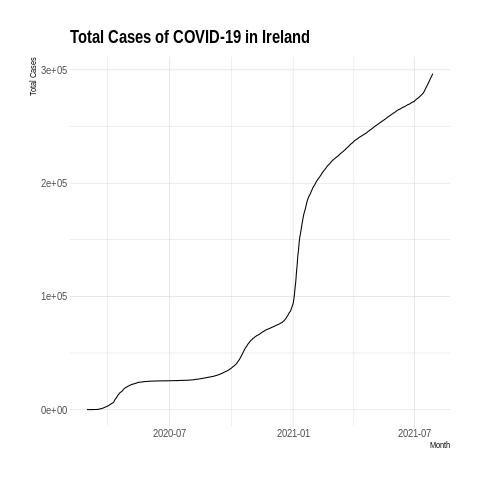 Total Cases of COVID-19 in Ireland
Total Cases
3e+05
2e+05
1e+05
0e+00
2020-07 2021-01 2021-07
Month